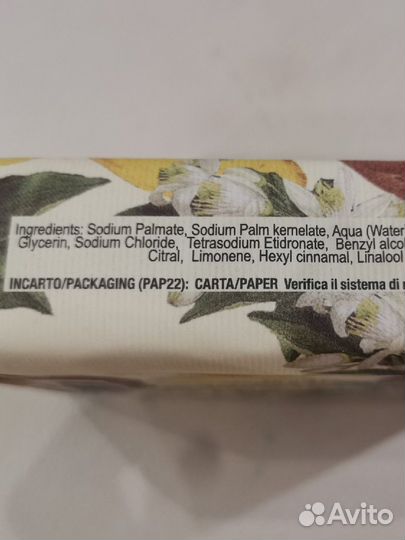 Ingredients: Sodium Palmate, Sodium Palm kernelate, Aqua (Water
Glycerin, Sodium Chloride, Tetrasodium Etidronate, Benzyl alco
Citral, Limonene, Hexyl cinnamal, Linalool
INCARTO/PACKAGING (PAP22): CARTA/PAPER Verifica il sistema di
Avito